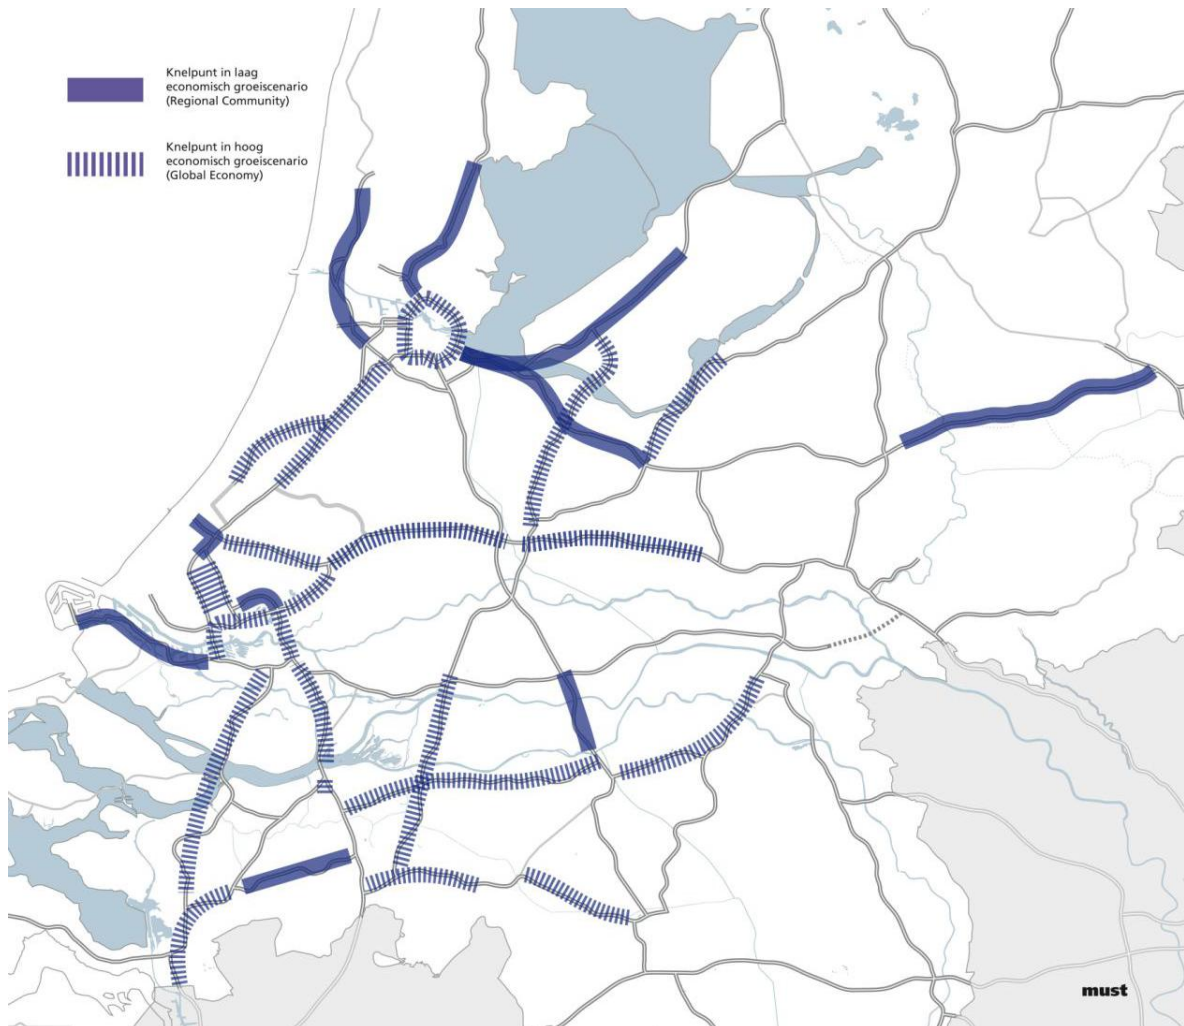 Knelpunt in laag
economisch groeiscenario
(Regional Community)
Knelpunt in hoog
economisch groeiscenario
(Global Economy)
must